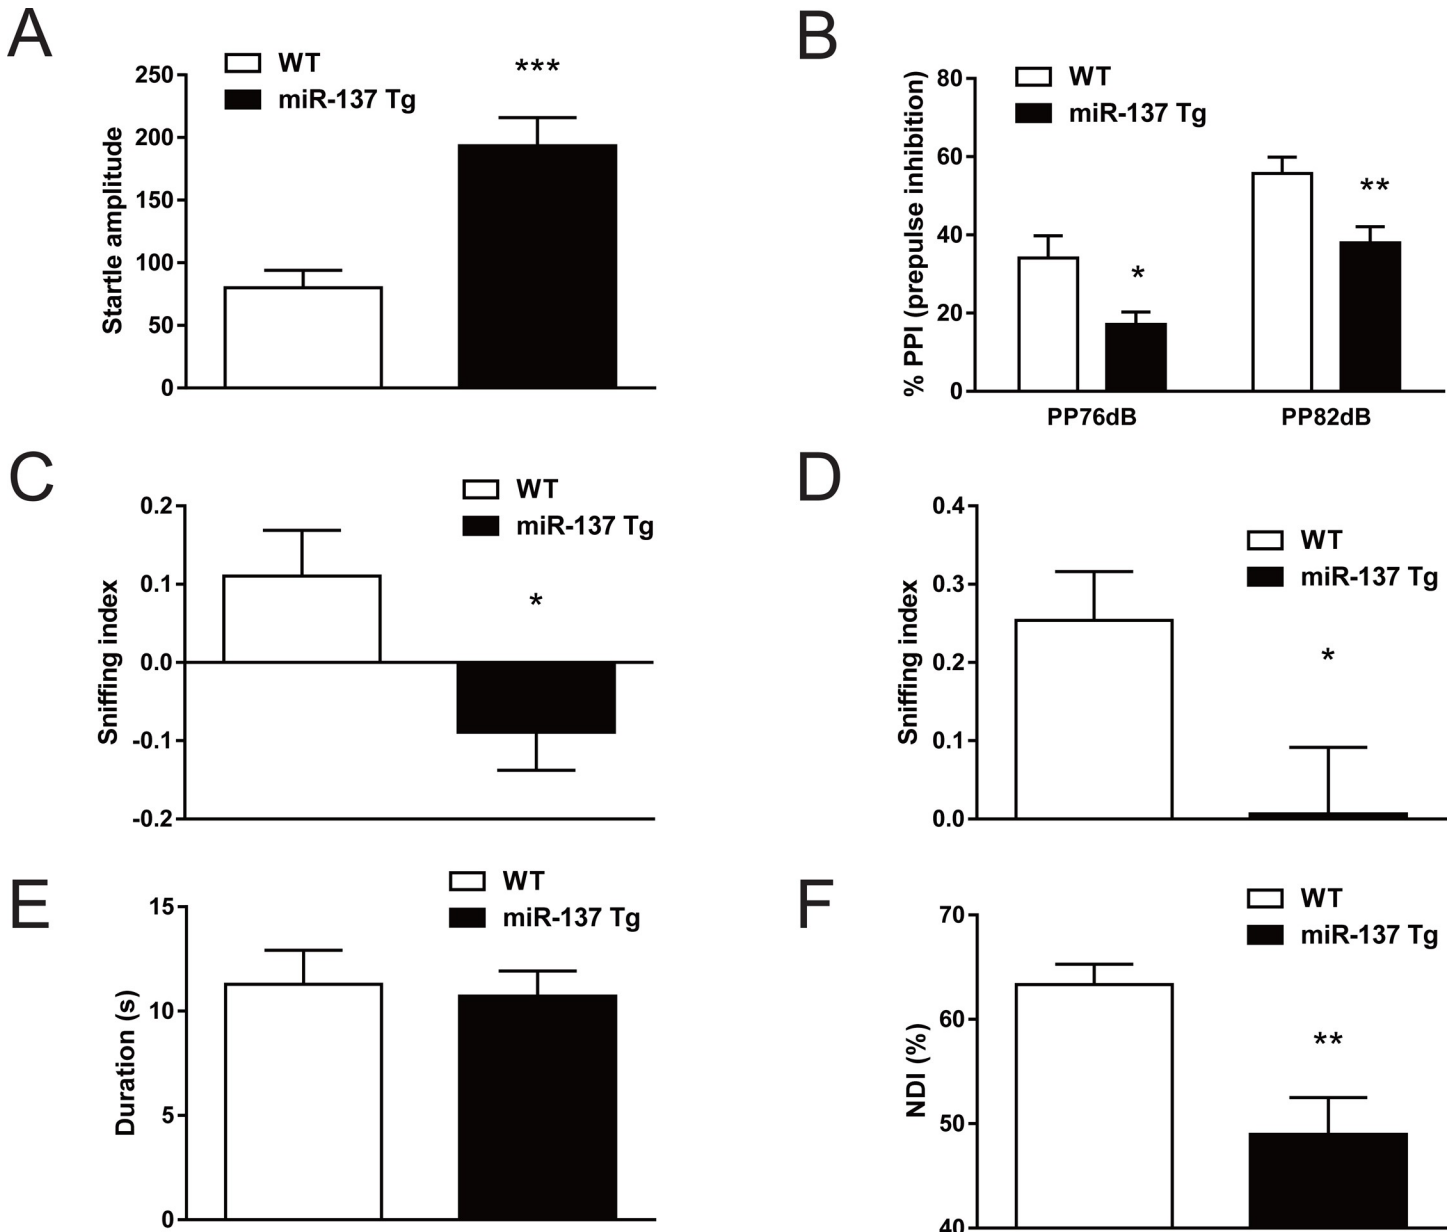 A
WT
miR-137 Tg
***
250
200
150
100
50
0
Startle amplitude
B
WT
miR-137 Tg
*
**
80
60
40
20
0
% PPI (prepulse inhibition)
PP76dB
PP82dB
C
WT
miR-137 Tg
*
0.2
0.1
0.0
-0.1
-0.2
Sniffing index
D
WT
miR-137 Tg
*
0.4
0.3
0.2
0.1
0.0
Sniffing index
E
WT
miR-137 Tg
15
10
5
0
Duration (s)
F
WT
miR-137 Tg
**
70
60
50
40
NDI (%)